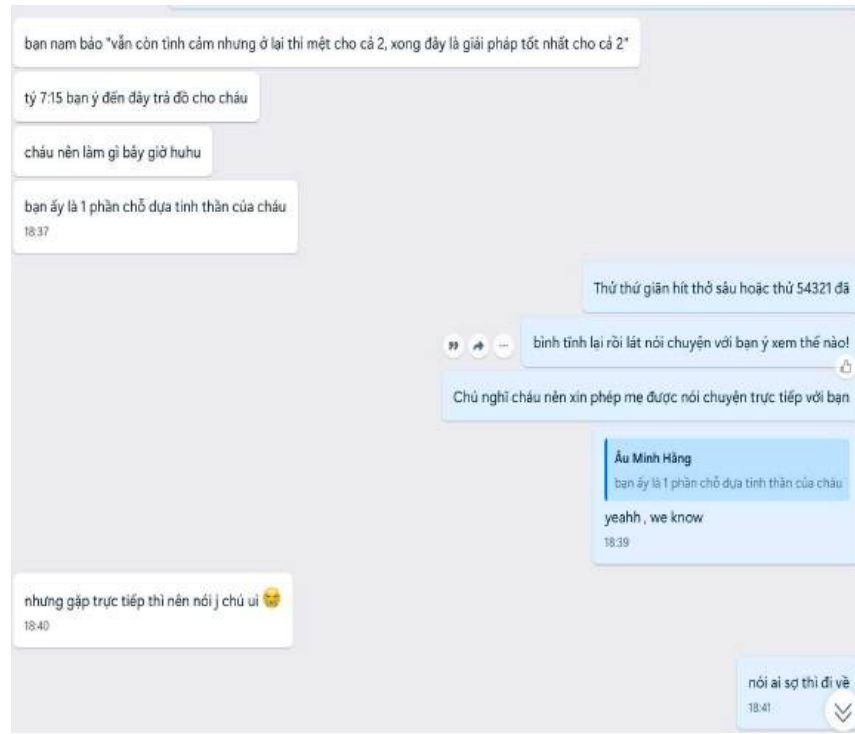 bạn nam bảo "vẫn còn tình cảm nhưng ở lại thì mệt cho cả 2, xong đây là giải pháp tốt nhất cho cả 2"
tý 7:15 bạn ý đến đây trả đồ cho cháu
cháu nên làm gì bây giờ huhu
bạn ấy là 1 phần chỗ dựa tinh thần của cháu
18:37
Thử thư giãn hít thở sâu hoặc thử 54321 đã
bình tĩnh lại rồi lát nói chuyện với bạn ý xem thế nào!
Chú nghĩ cháu nên xin phép mẹ được nói chuyện trực tiếp với bạn
Âu Minh Hằng
bạn ấy là 1 phần chỗ dựa tinh thần của cháu
yeahh , we know
18:39
nhưng gặp trực tiếp thì nên nói j chú ui 😭
18:40
nói ai sợ thì đi về
18:41